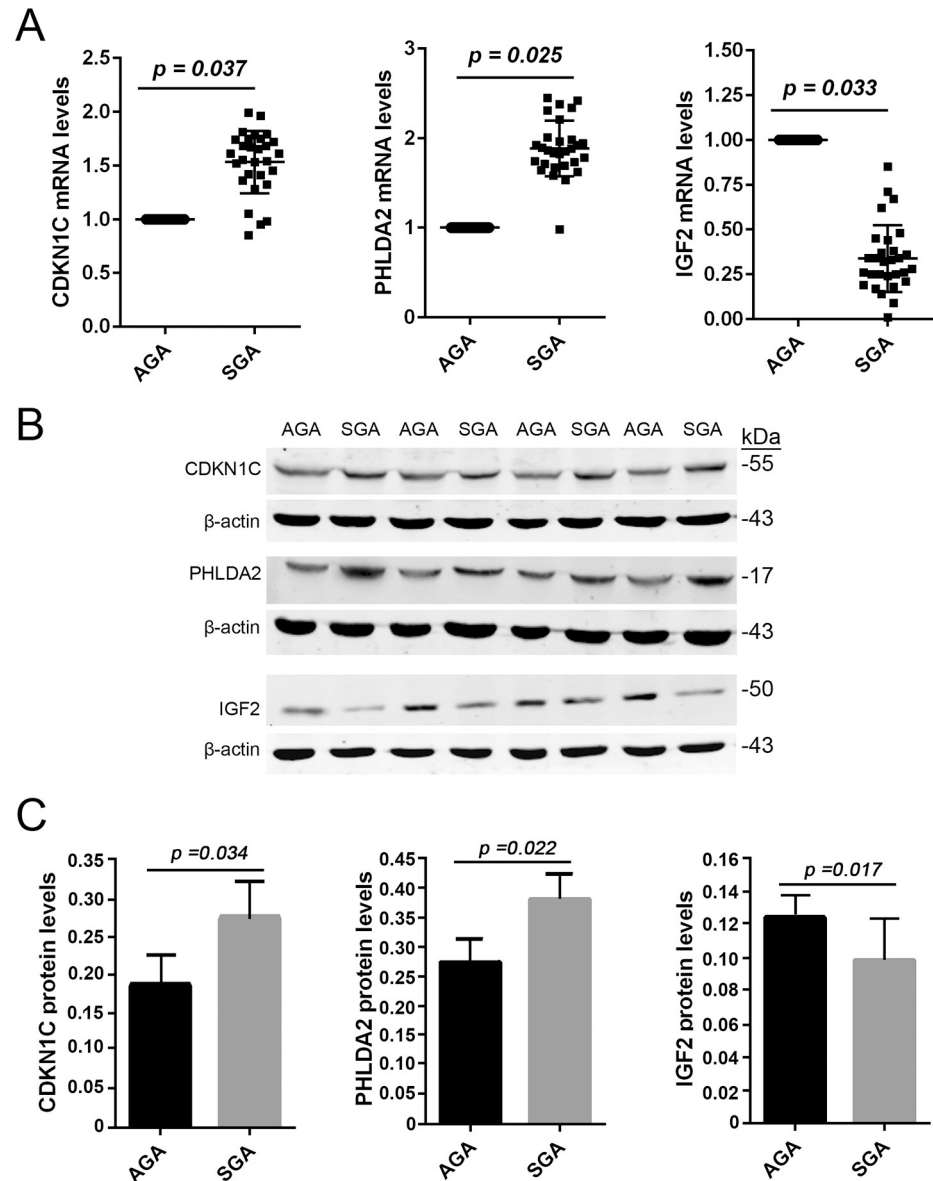 A
CDKN1C mRNA levels
2.5
2.0
1.5
1.0
0.5
0.0
p = 0.037
AGA
SGA
PHLDA2 mRNA levels
3
2
1
0
p = 0.025
AGA
SGA
IGF2 mRNA levels
1.50
1.25
1.00
0.75
0.50
0.25
0.00
p = 0.033
AGA
SGA
B
AGA SGA AGA SGA AGA SGA AGA SGA kDa
CDKN1C -55
β-actin -43
PHLDA2 -17
β-actin -43
IGF2 -50
β-actin -43
C
CDKN1C protein levels
0.35
0.30
0.25
0.20
0.15
0.10
0.05
0
p =0.034
AGA
SGA
PHLDA2 protein levels
0.45
0.40
0.35
0.30
0.25
0.20
0.15
0.10
0.05
0
p =0.022
AGA
SGA
IGF2 protein levels
0.16
0.14
0.12
0.10
0.08
0.06
0.04
0.02
0
p =0.017
AGA
SGA